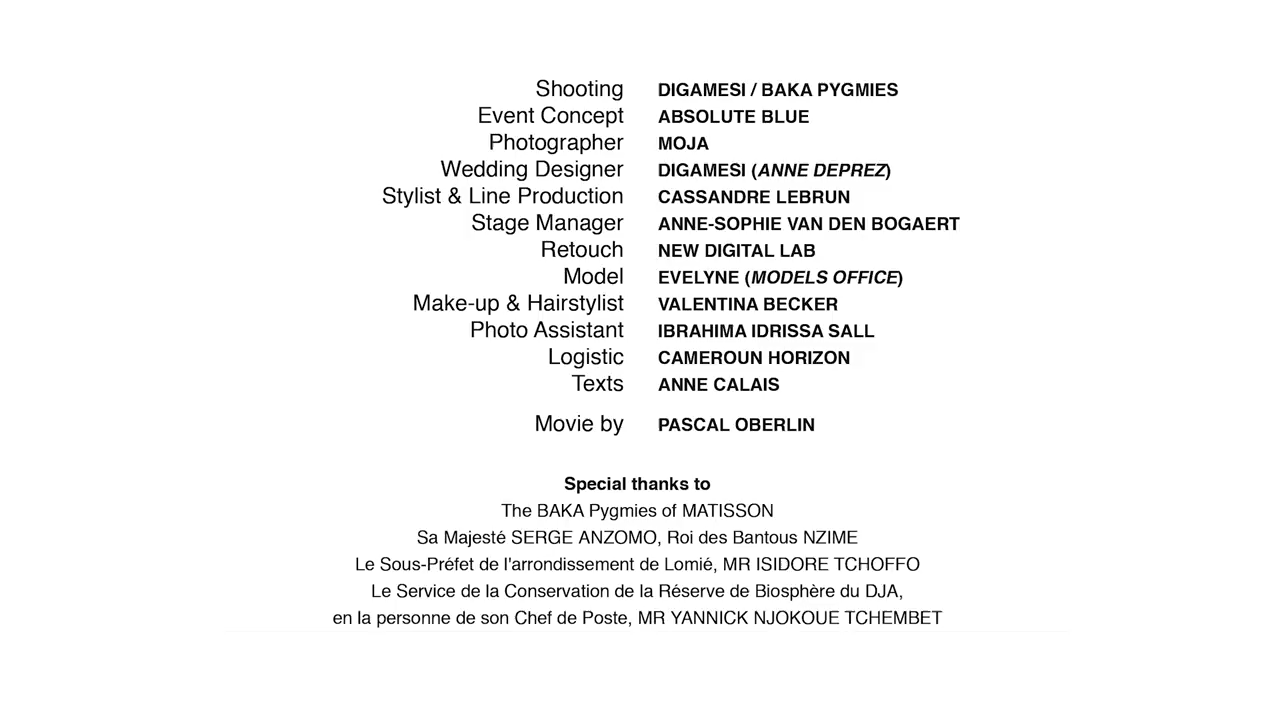 Shooting DIGAMESI / BAKA PYGMIES
Event Concept ABSOLUTE BLUE
Photographer MOJA
Wedding Designer DIGAMESI (ANNE DEPREZ)
Stylist & Line Production CASSANDRE LEBRUN
Stage Manager ANNE-SOPHIE VAN DEN BOGAERT
Retouch NEW DIGITAL LAB
Model EVELYNE (MODELS OFFICE)
Make-up & Hairstylist VALENTINA BECKER
Photo Assistant IBRAHIMA IDRISSA SALL
Logistic CAMEROUN HORIZON
Texts ANNE CALAIS
Movie by PASCAL OBERLIN
Special thanks to
The BAKA Pygmies of MATISSON
Sa Majesté SERGE ANZOMO, Roi des Bantous NZIME
Le Sous-Préfet de l'arrondissement de Lomié, MR ISIDORE TCHOFFO
Le Service de la Conservation de la Réserve de Biosphère du DJA,
en la personne de son Chef de Poste, MR YANNICK NJOKOUE TCHEMBET